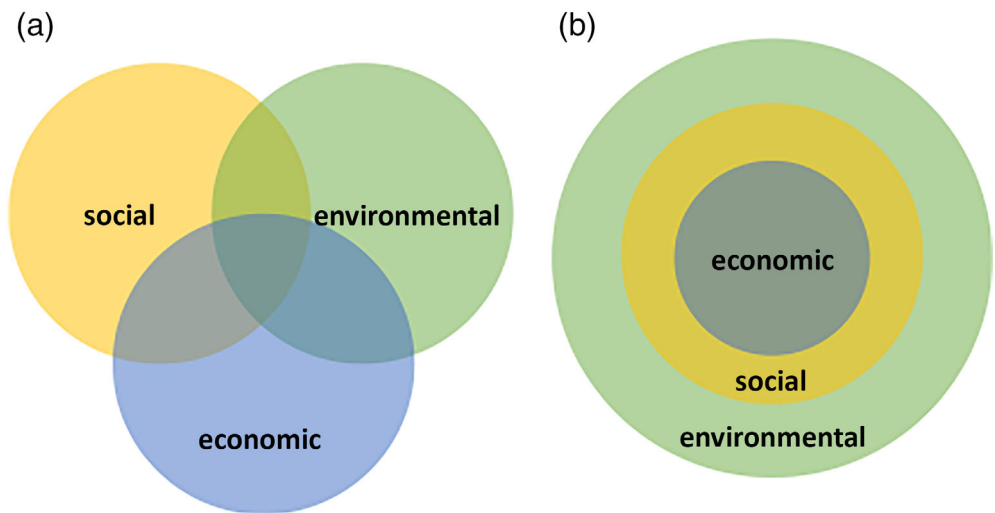 (a)
social
environmental
economic
(b)
economic
social
environmental